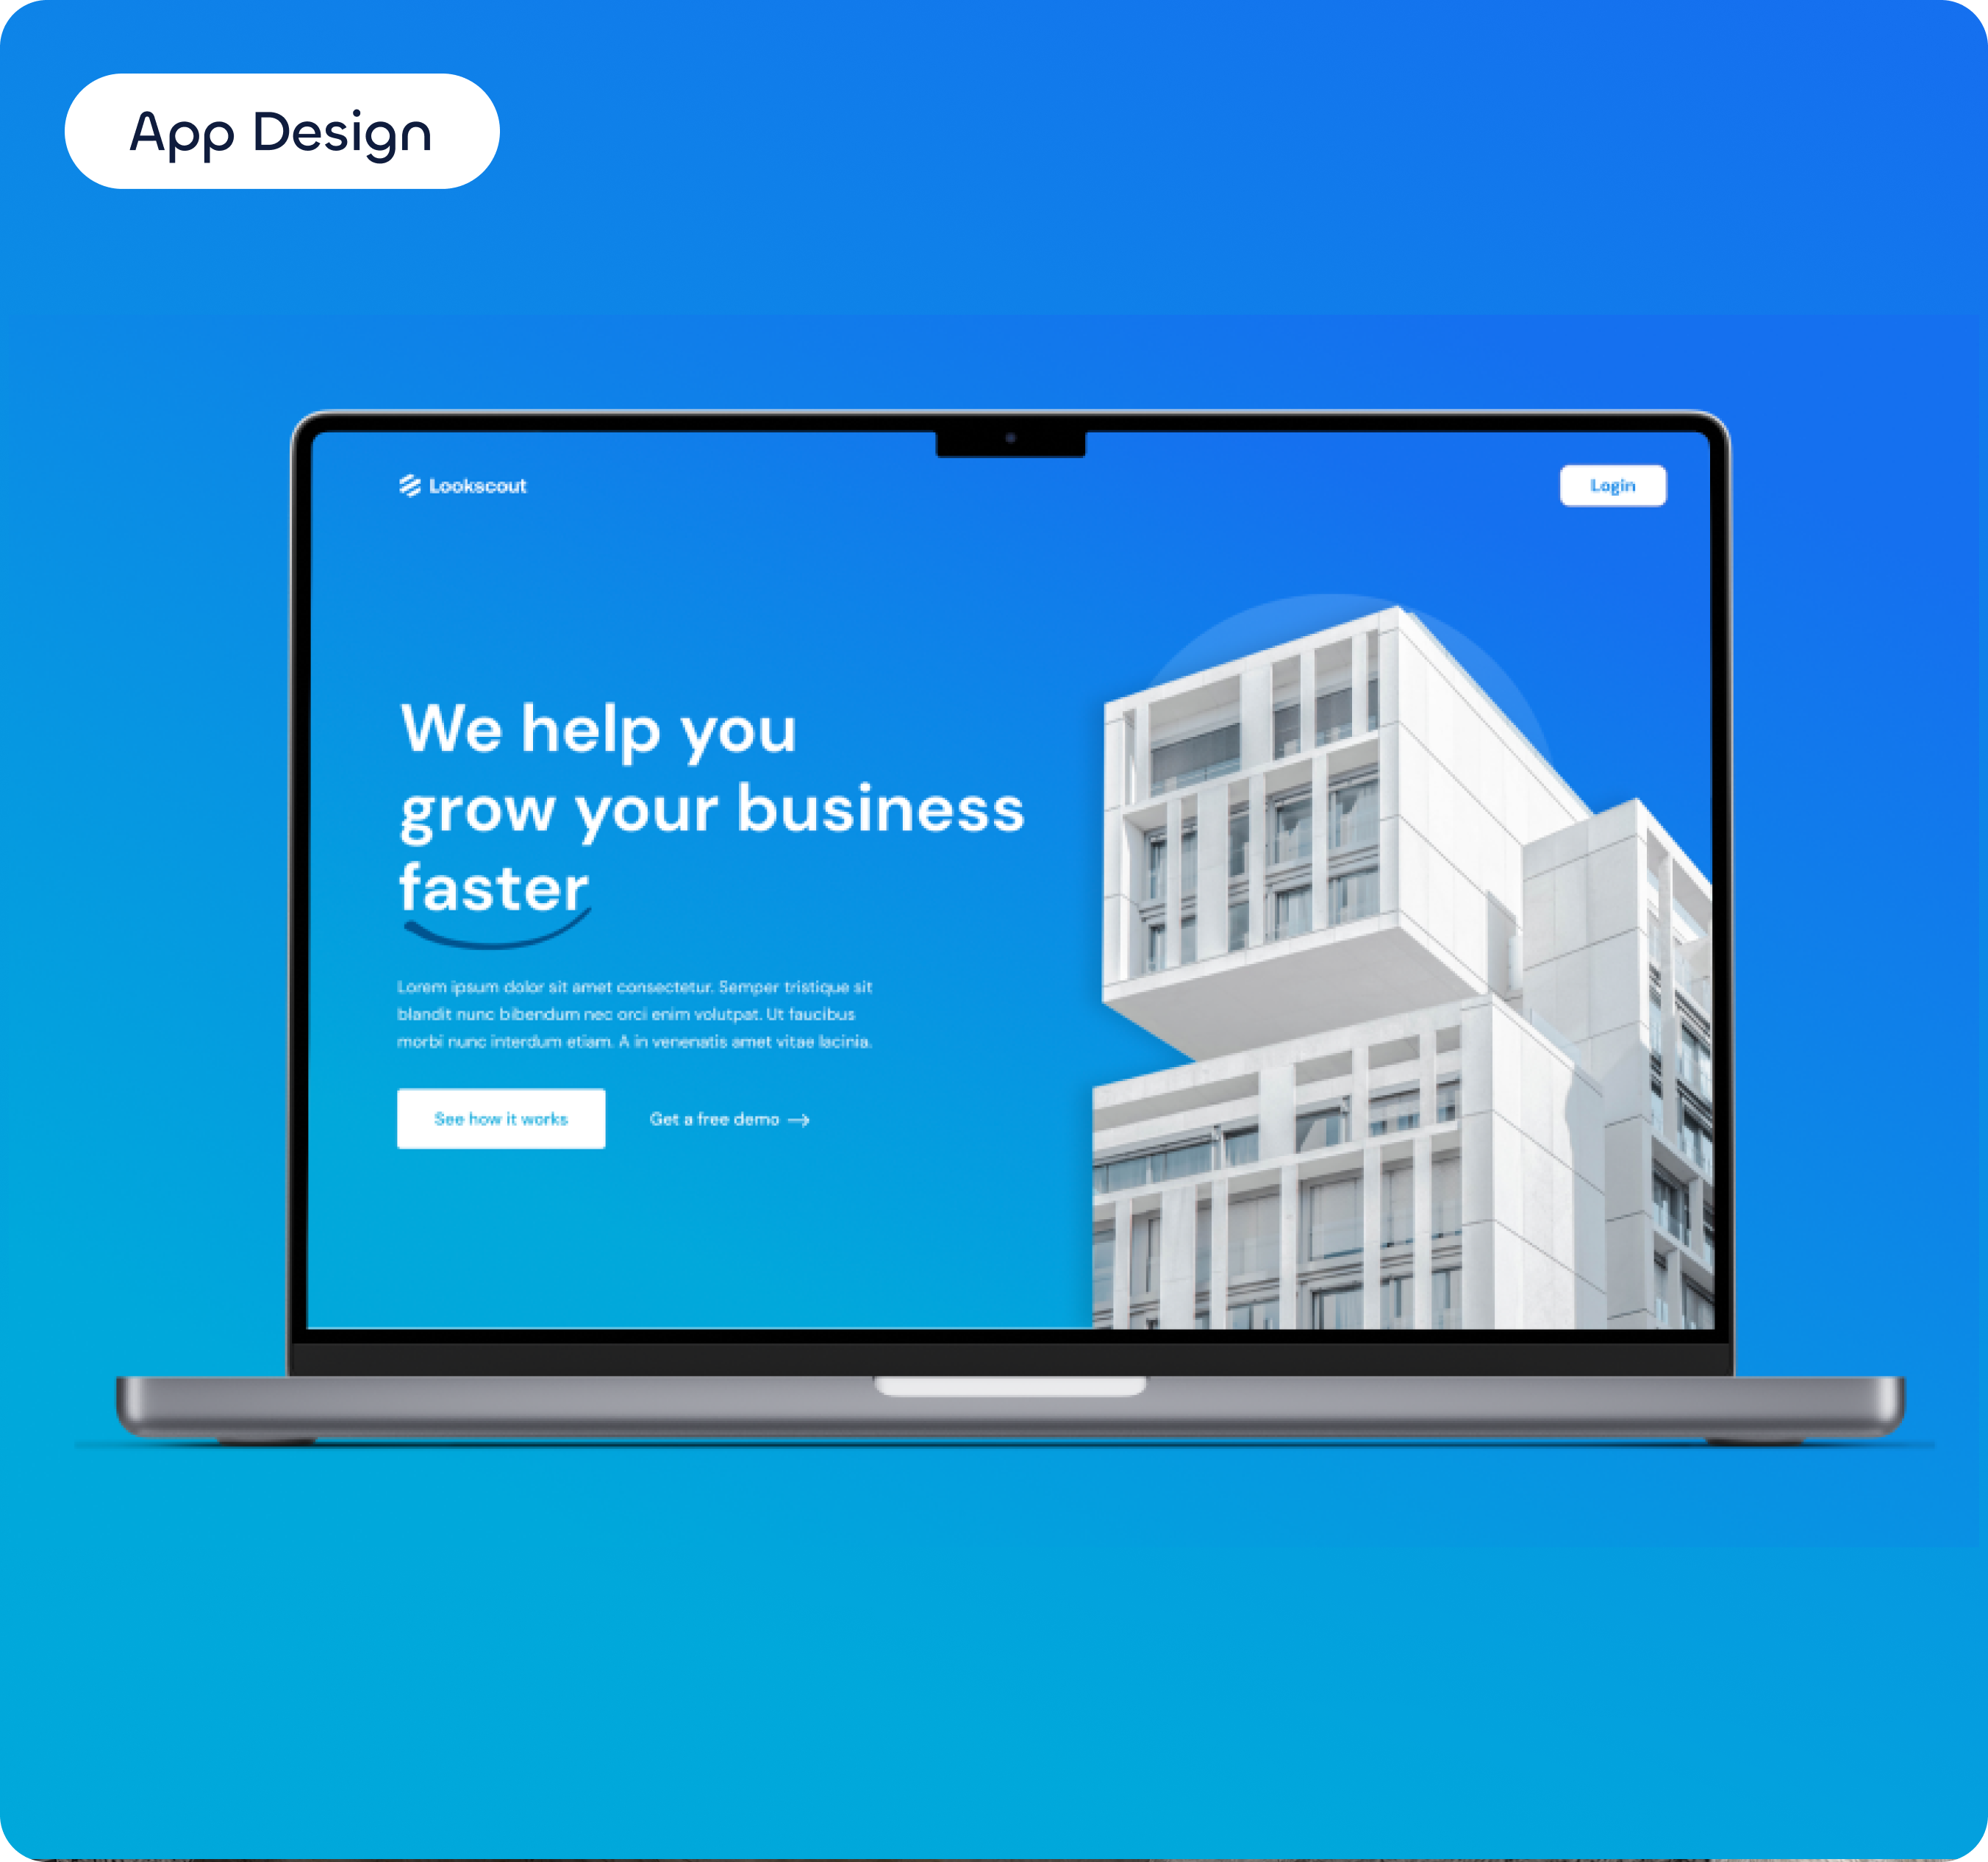 App Design
Lookscout
Login
We help you
grow your business
faster
Lorem ipsum dolor sit amet consectetur. Semper tristique sit
blandit nunc bibendum nec orci enim volutpat. Ut faucibus
morbi nunc interdum etiam. A in venenatis amet vitae lacinia.
See how it works
Get a free demo →